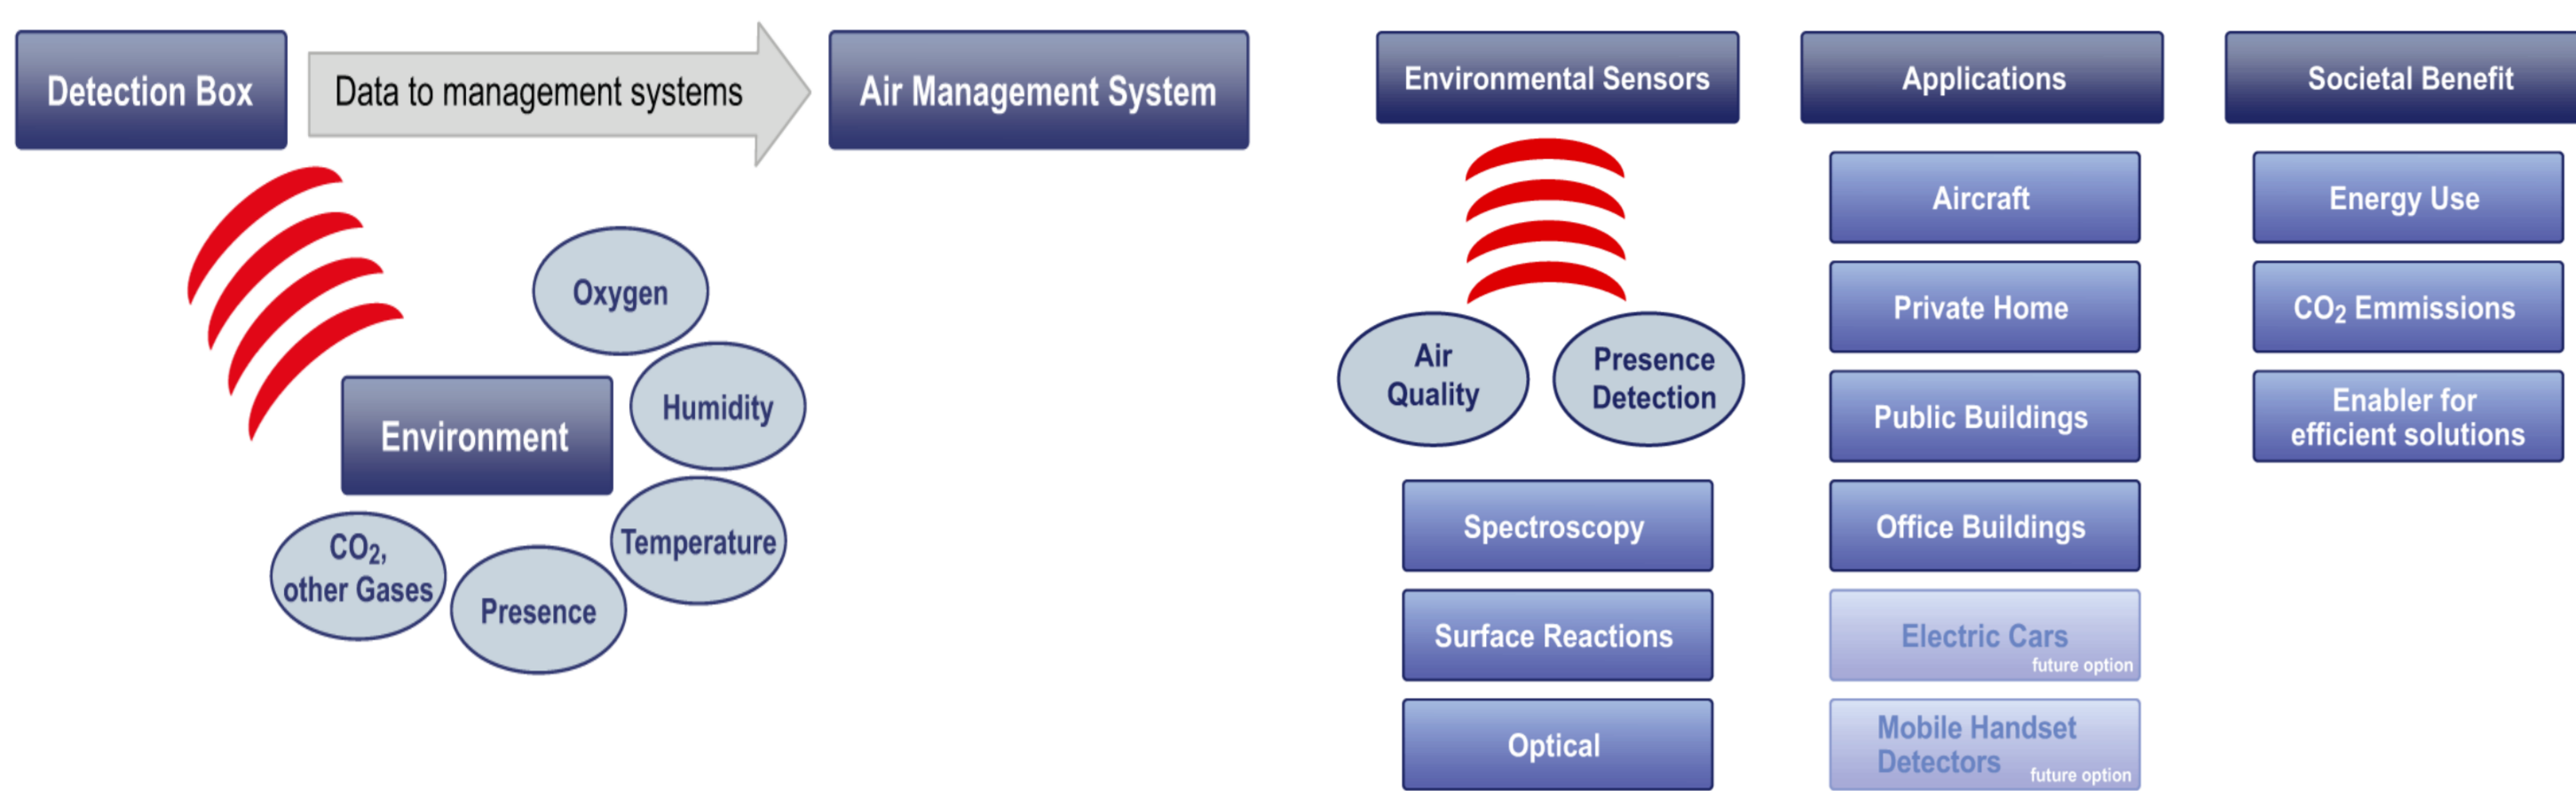 Detection Box
Data to management systems
Air Management System
Oxygen
Humidity
Environment
Temperature
CO₂,
other Gases
Presence
Environmental Sensors
Air
Quality
Presence
Detection
Spectroscopy
Surface Reactions
Optical
Applications
Aircraft
Private Home
Public Buildings
Office Buildings
Electric Cars
future option
Mobile Handset
Detectors
future option
Societal Benefit
Energy Use
CO₂ Emmissions
Enabler for
efficient solutions